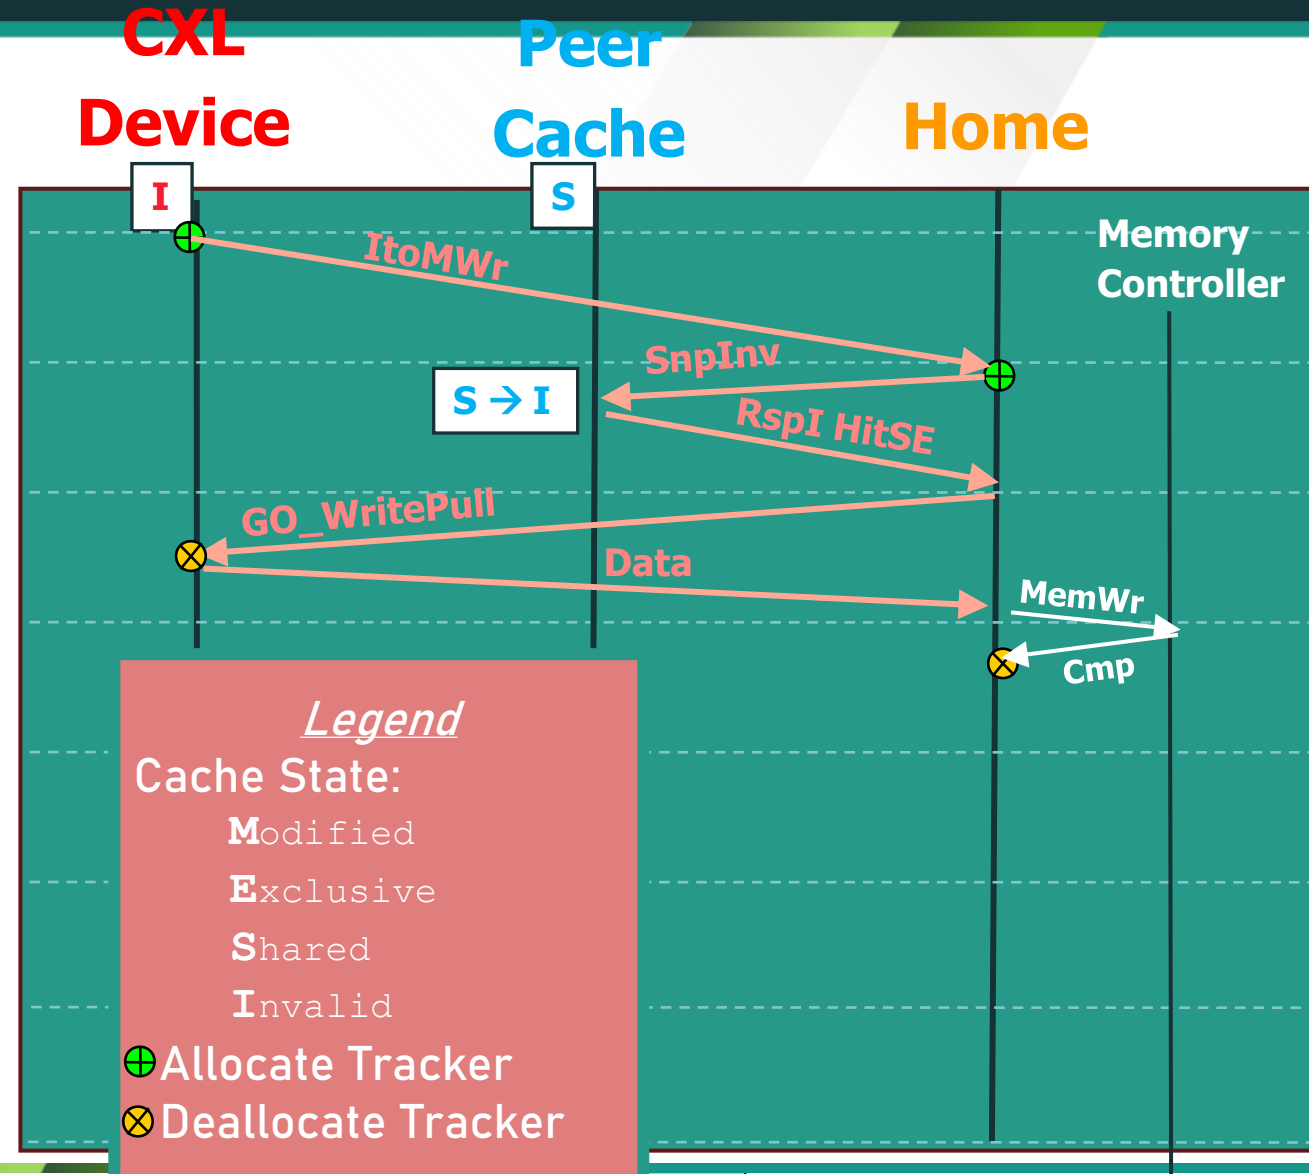 CXL
Device
Peer
Cache
Home
I
S
Memory
Controller
ItoMWr
SnpInv
S → I
RspI HitSE
GO_WritePull
Data
MemWr
Cmp
Legend
Cache State:
Modified
Exclusive
Shared
Invalid
Allocate Tracker
Deallocate Tracker